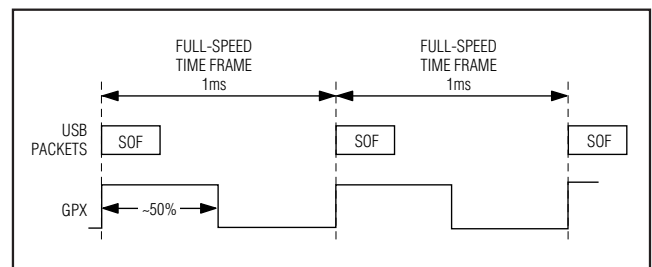 FULL-SPEED
TIME FRAME
1ms
FULL-SPEED
TIME FRAME
1ms
USB
PACKETS
SOF
SOF
SOF
GPX
~50%